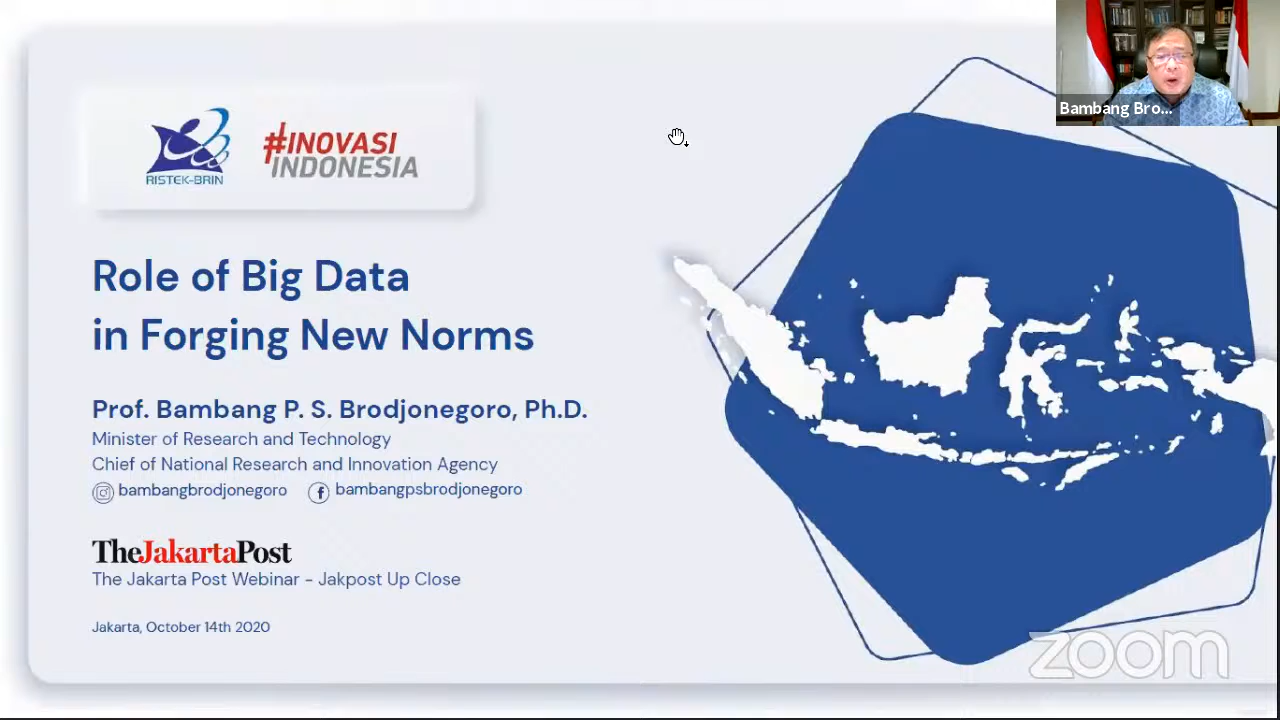 Bambang Bro...
RISTEK-BRIN
#INOVASI
INDONESIA
Role of Big Data
in Forging New Norms
Prof. Bambang P. S. Brodjonegoro, Ph.D.
Minister of Research and Technology
Chief of National Research and Innovation Agency
bambangbrodjonegoro bambangpsbrodjonegoro
TheJakartaPost
The Jakarta Post Webinar - Jakpost Up Close
Jakarta, October 14th 2020
zoom